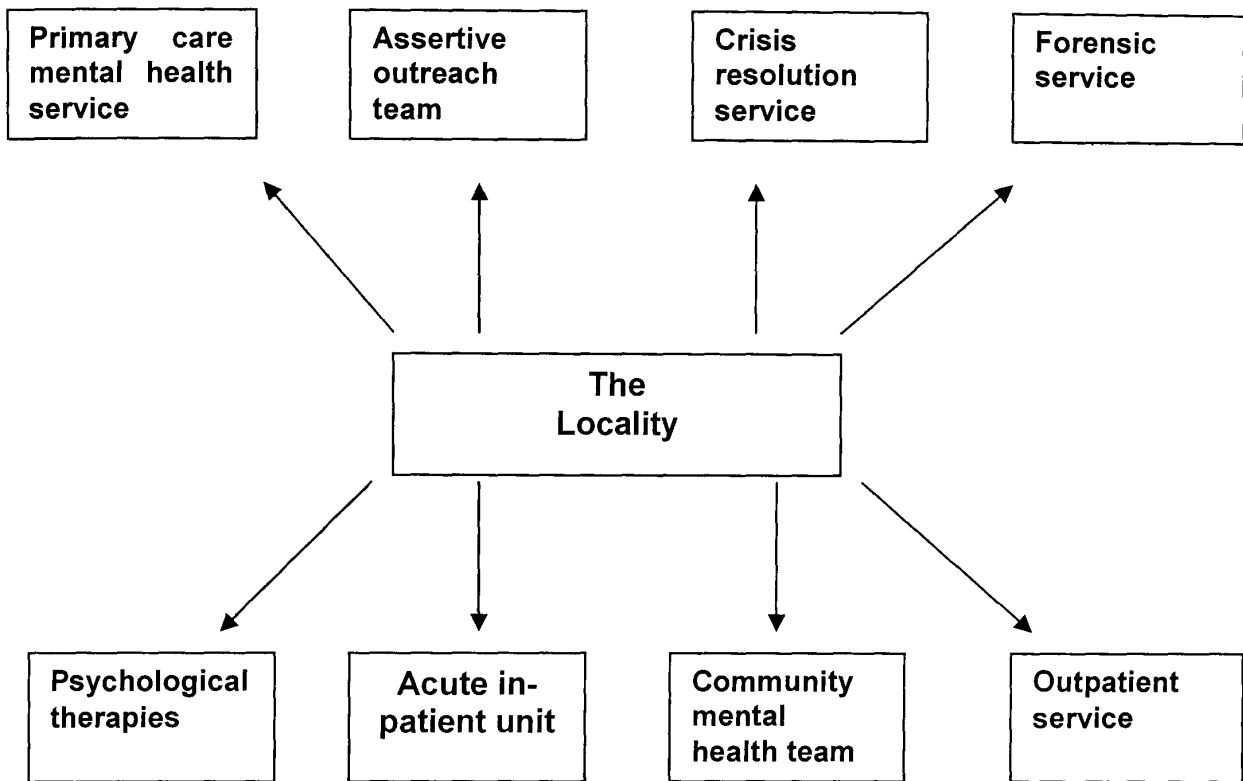 Primary care
mental health
service
Assertive
outreach
team
Crisis
resolution
service
Forensic
service
The
Locality
Psychological
therapies
Acute in-
patient unit
Community
mental
health team
Outpatient
service